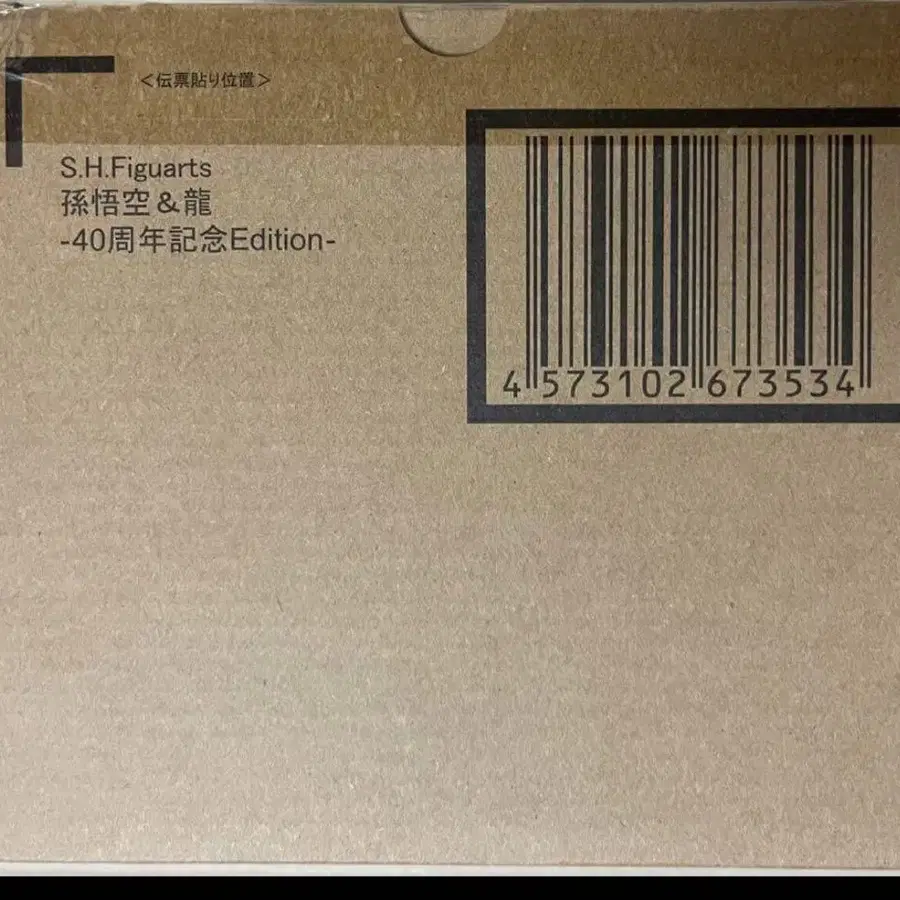 <伝票貼り位置>
S.H.Figuarts
孫悟空&龍
-40周年記念Edition-
4 573102 673534